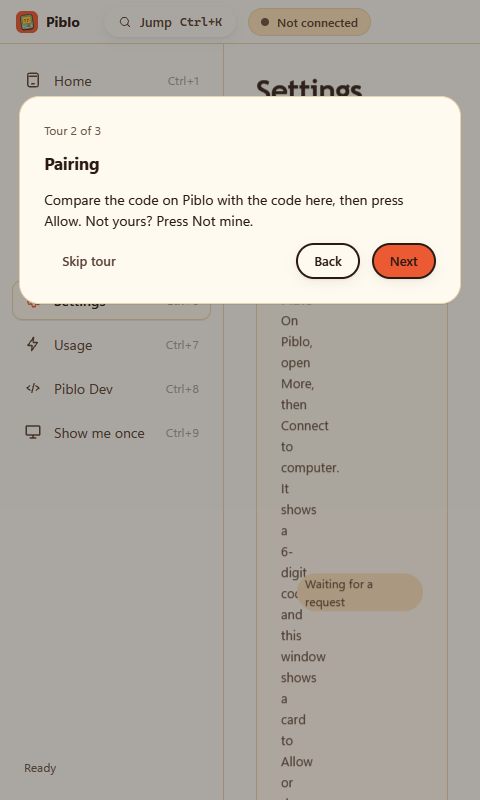 Piblo
Jump Ctrl+K
Not connected
Home Ctrl+1
Settings
Tour 2 of 3
Pairing
Compare the code on Piblo with the code here, then press
Allow. Not yours? Press Not mine.
Skip tour
Back
Next
Settings
Usage Ctrl+7
Piblo Dev Ctrl+8
Show me once Ctrl+9
On
Piblo,
open
More,
then
Connect
to
computer.
It
shows
a
6-
digit
and
this
window
shows
a
card
to
Allow
or
Waiting for a
request
Ready